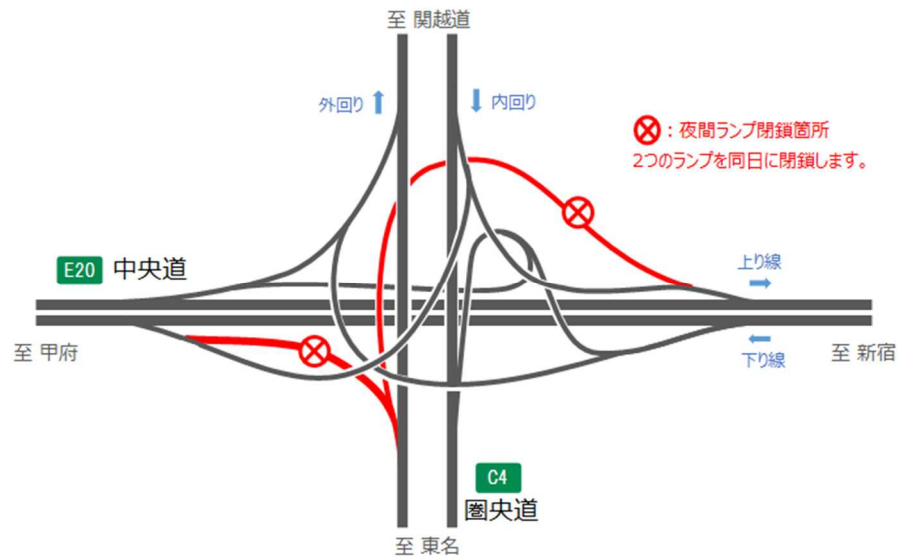 至 関越道
外回り
内回り
：夜間ランプ閉鎖箇所
2つのランプを同日に閉鎖します。
E20 中央道
上り線
至 甲府
下り線
至 新宿
C4
圏央道
至 東名